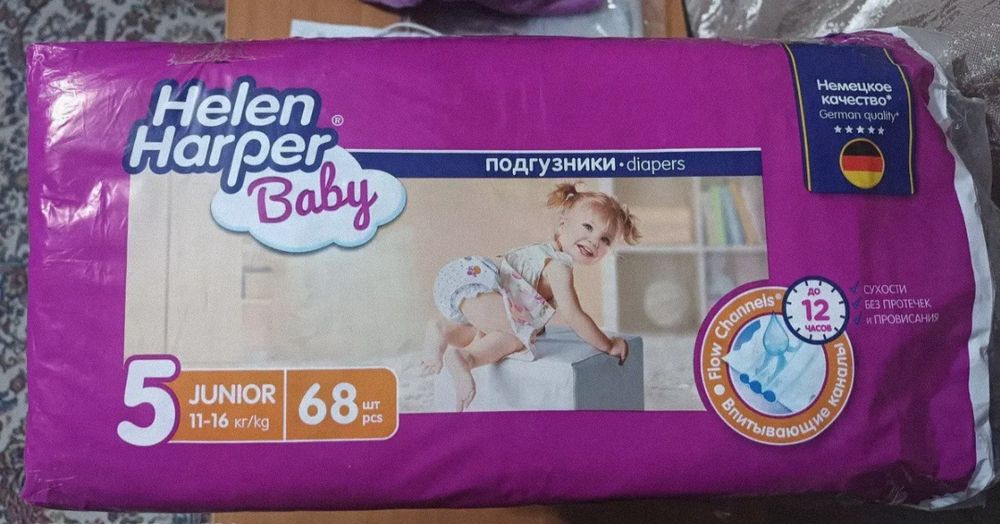 Helen
Harper®
Baby
подгузники · diapers
Немецкое
качество*
German quality*
5
JUNIOR
11-16 кг/kg
68 шт
pcs
Flow Channels®
Впитывающие каналы
до
12
часов
сухости
без протечек
и провисания